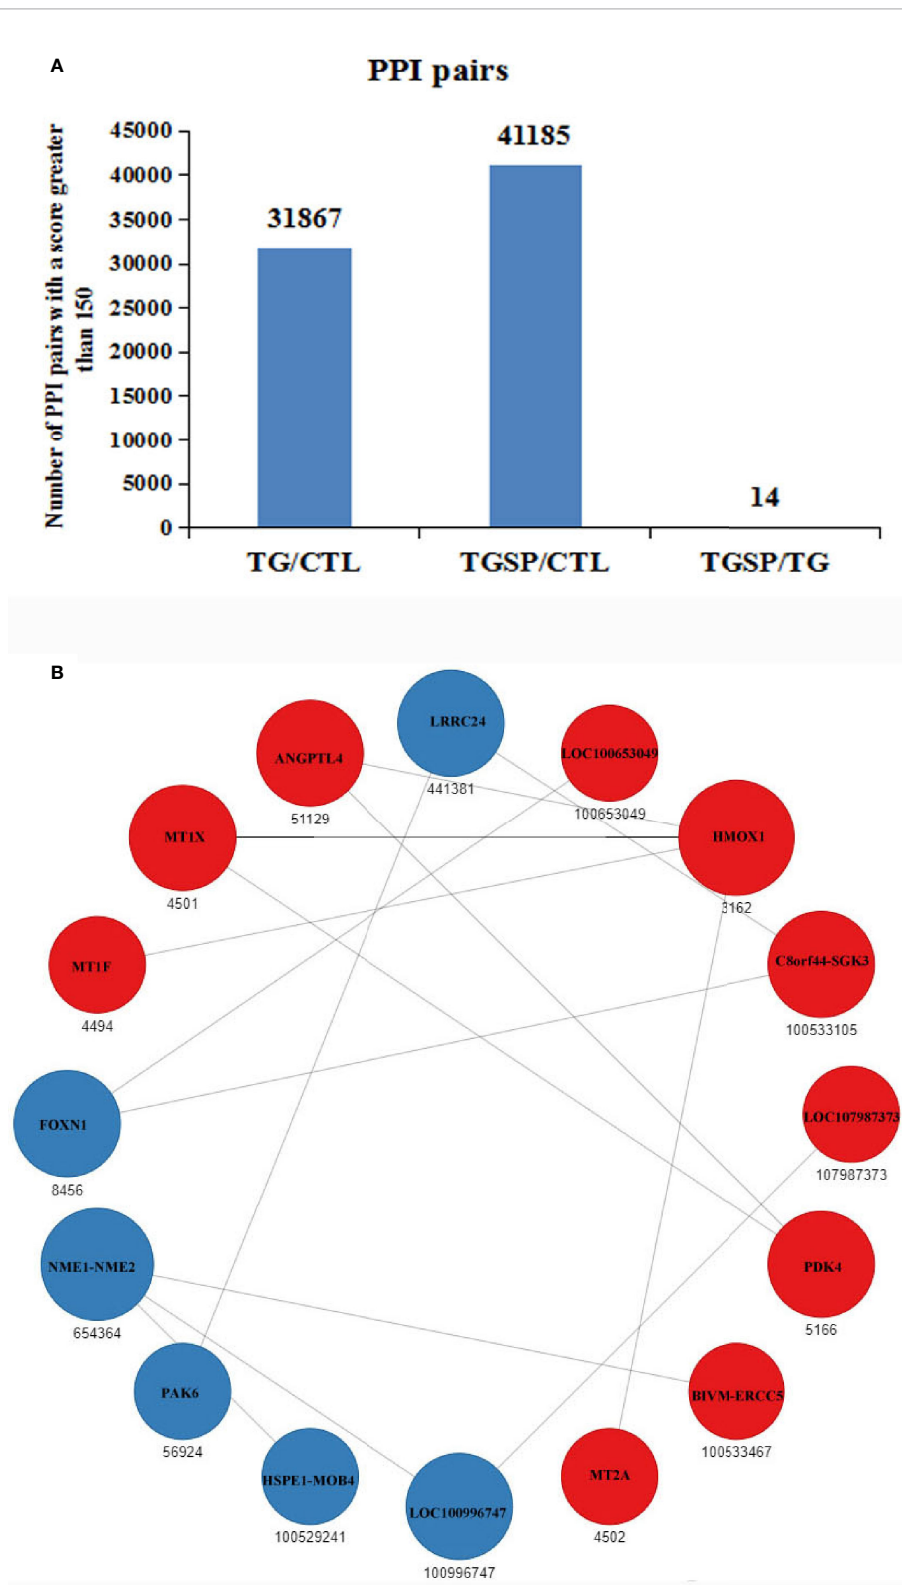 A
PPI pairs
Number of PPI pairs with a score greater
than 150
45000
40000
35000
30000
25000
20000
15000
10000
5000
0
31867
41185
14
TG/CTL
TGSP/CTL
TGSP/TG
B
LRRC24
441381
ANGPTL4
51129
LOC100653049
100653049
MT1X
4501
HMOX1
3162
MT1F
4494
C8orf44-SGK3
100533105
FOXN1
8456
LOC107987373
107987373
NME1-NME2
654364
PDK4
5166
PAK6
56924
BIVM-ERCC5
100533467
HSPE1-MOB4
100529241
MT2A
4502
LOC100996747
100996747